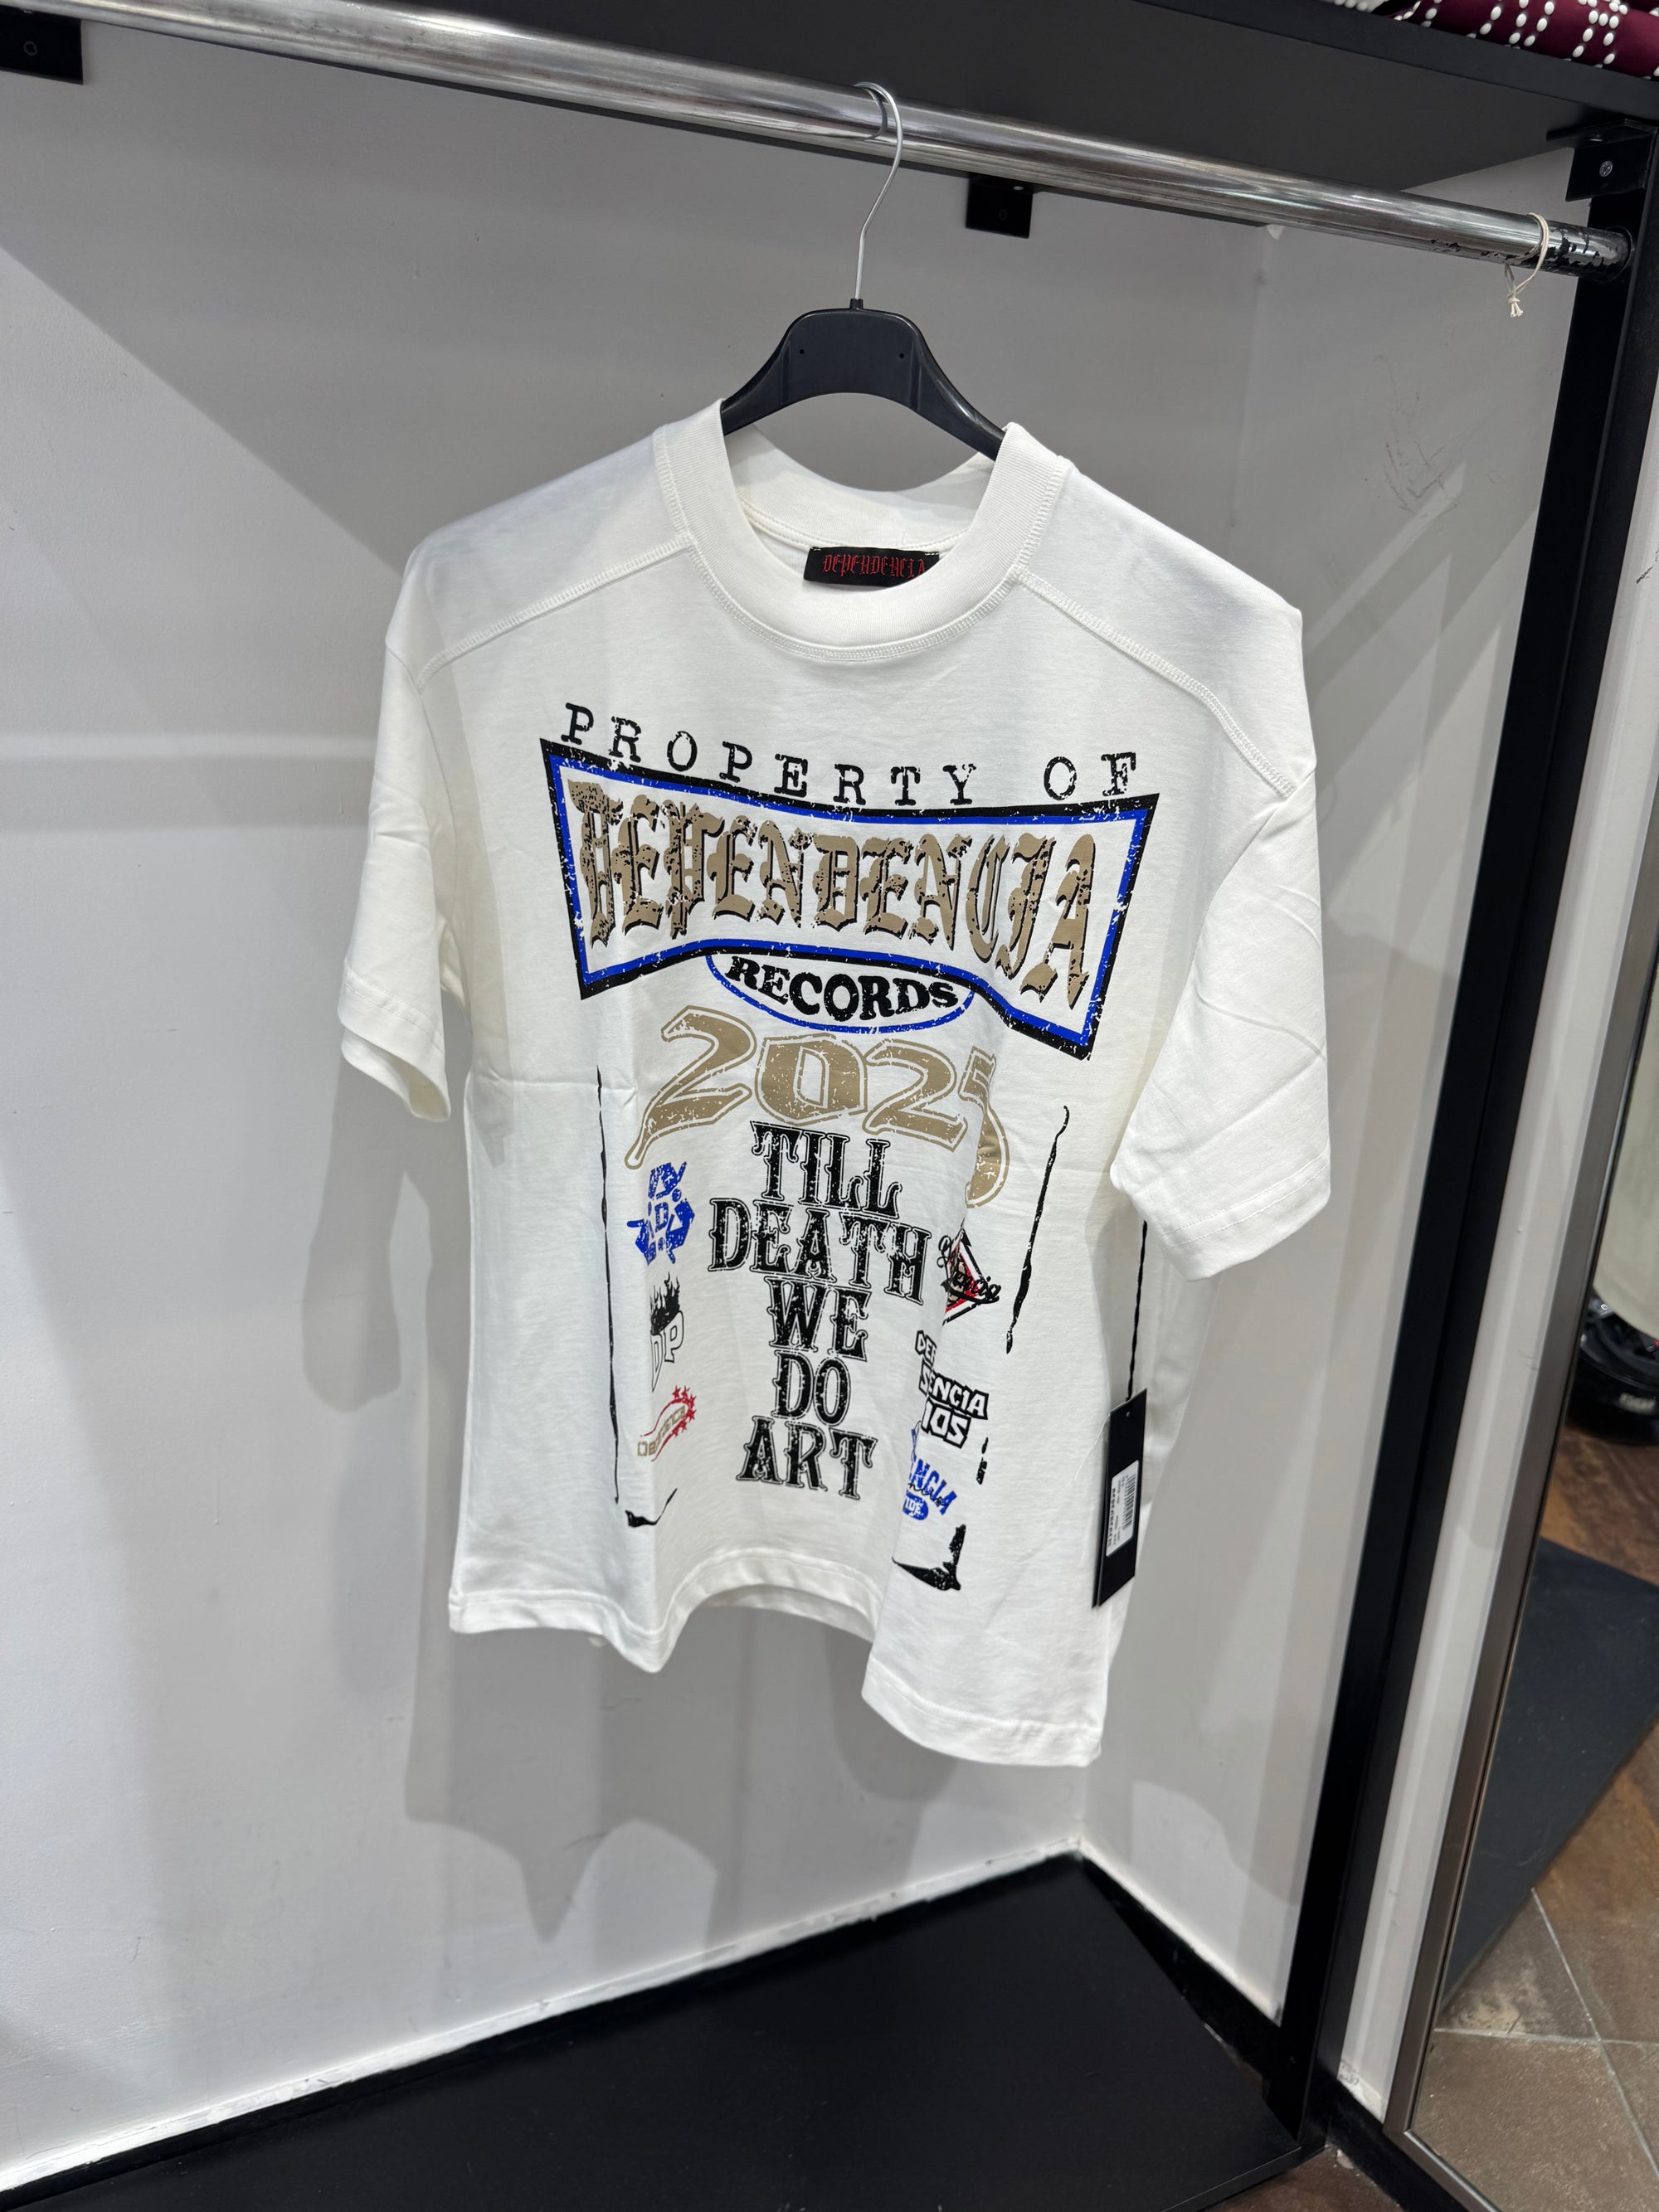 DEPENDENCIA
PROPERTY OF
DEPENDENCIA
RECORDS
2025
TILL
DEATH
WE
DO
ART
DP